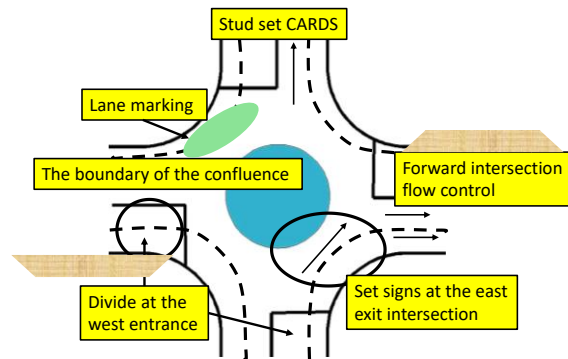 Stud set CARDS
Lane marking
The boundary of the confluence
Forward intersection
flow control
Divide at the
west entrance
Set signs at the east
exit intersection